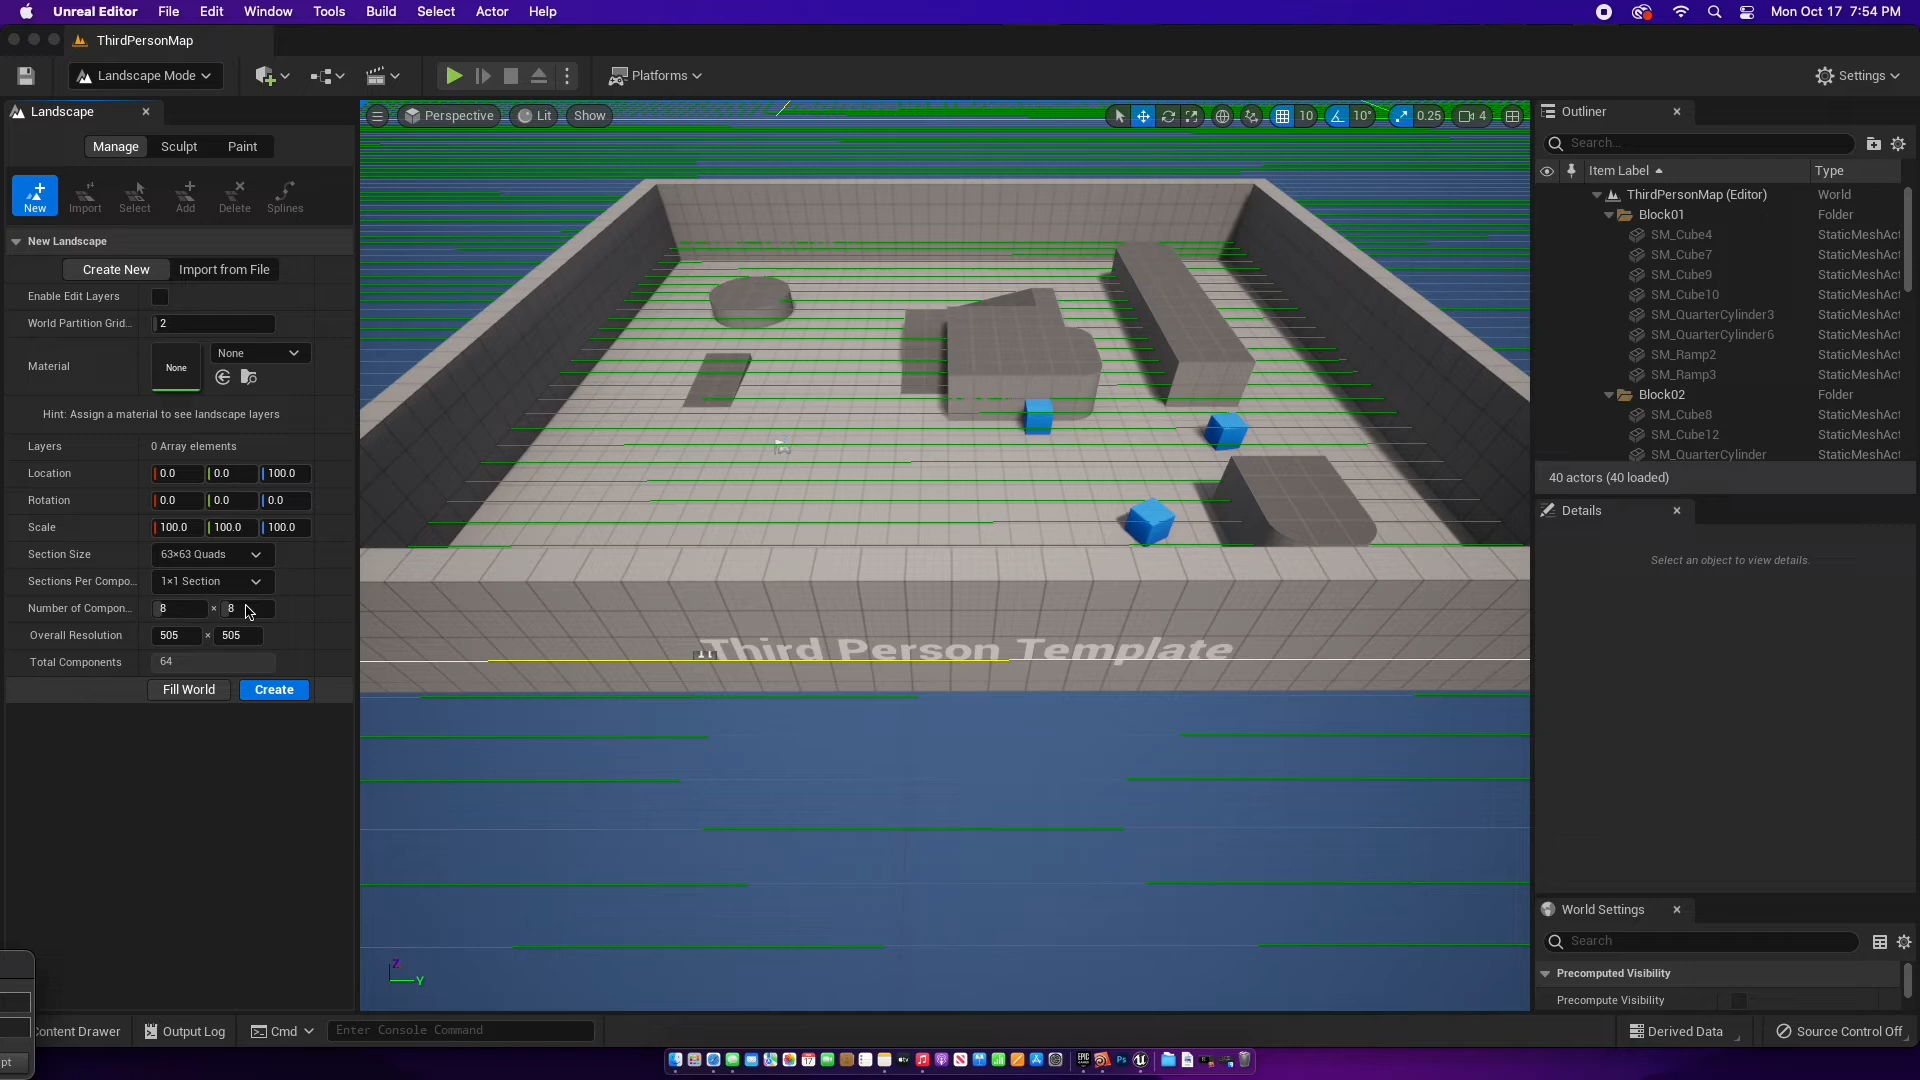 Unreal Editor File Edit Window Tools Build Select Actor Help Mon Oct 17 7:54 PM
ThirdPersonMap
Landscape Mode Platforms Settings
Landscape
Manage Sculpt Paint
New Import Select Add Delete Splines
New Landscape
Create New Import from File
Enable Edit Layers
World Partition Grid... 2
Material None None
Hint: Assign a material to see landscape layers
Layers 0 Array elements
Location 0.0 0.0 100.0
Rotation 0.0 0.0 0.0
Scale 100.0 100.0 100.0
Section Size 63×63 Quads
Sections Per Compo... 1×1 Section
Number of Compon... 8 × 8
Overall Resolution 505 × 505
Total Components 64
Fill World Create
Perspective Lit Show 10 10° 0.25 4
Third Person Template
Z
Y
Outliner
Search...
Item Label Type
ThirdPersonMap (Editor) World
Block01 Folder
SM_Cube4 StaticMeshAct
SM_Cube7 StaticMeshAct
SM_Cube9 StaticMeshAct
SM_Cube10 StaticMeshAct
SM_QuarterCylinder3 StaticMeshAct
SM_QuarterCylinder6 StaticMeshAct
SM_Ramp2 StaticMeshAct
SM_Ramp3 StaticMeshAct
Block02 Folder
SM_Cube8 StaticMeshAct
SM_Cube12 StaticMeshAct
SM_QuarterCylinder StaticMeshAct
40 actors (40 loaded)
Details
Select an object to view details.
World Settings
Search
Precomputed Visibility
Precompute Visibility
pt
ontent Drawer Output Log Cmd Enter Console Command Derived Data Source Control Off